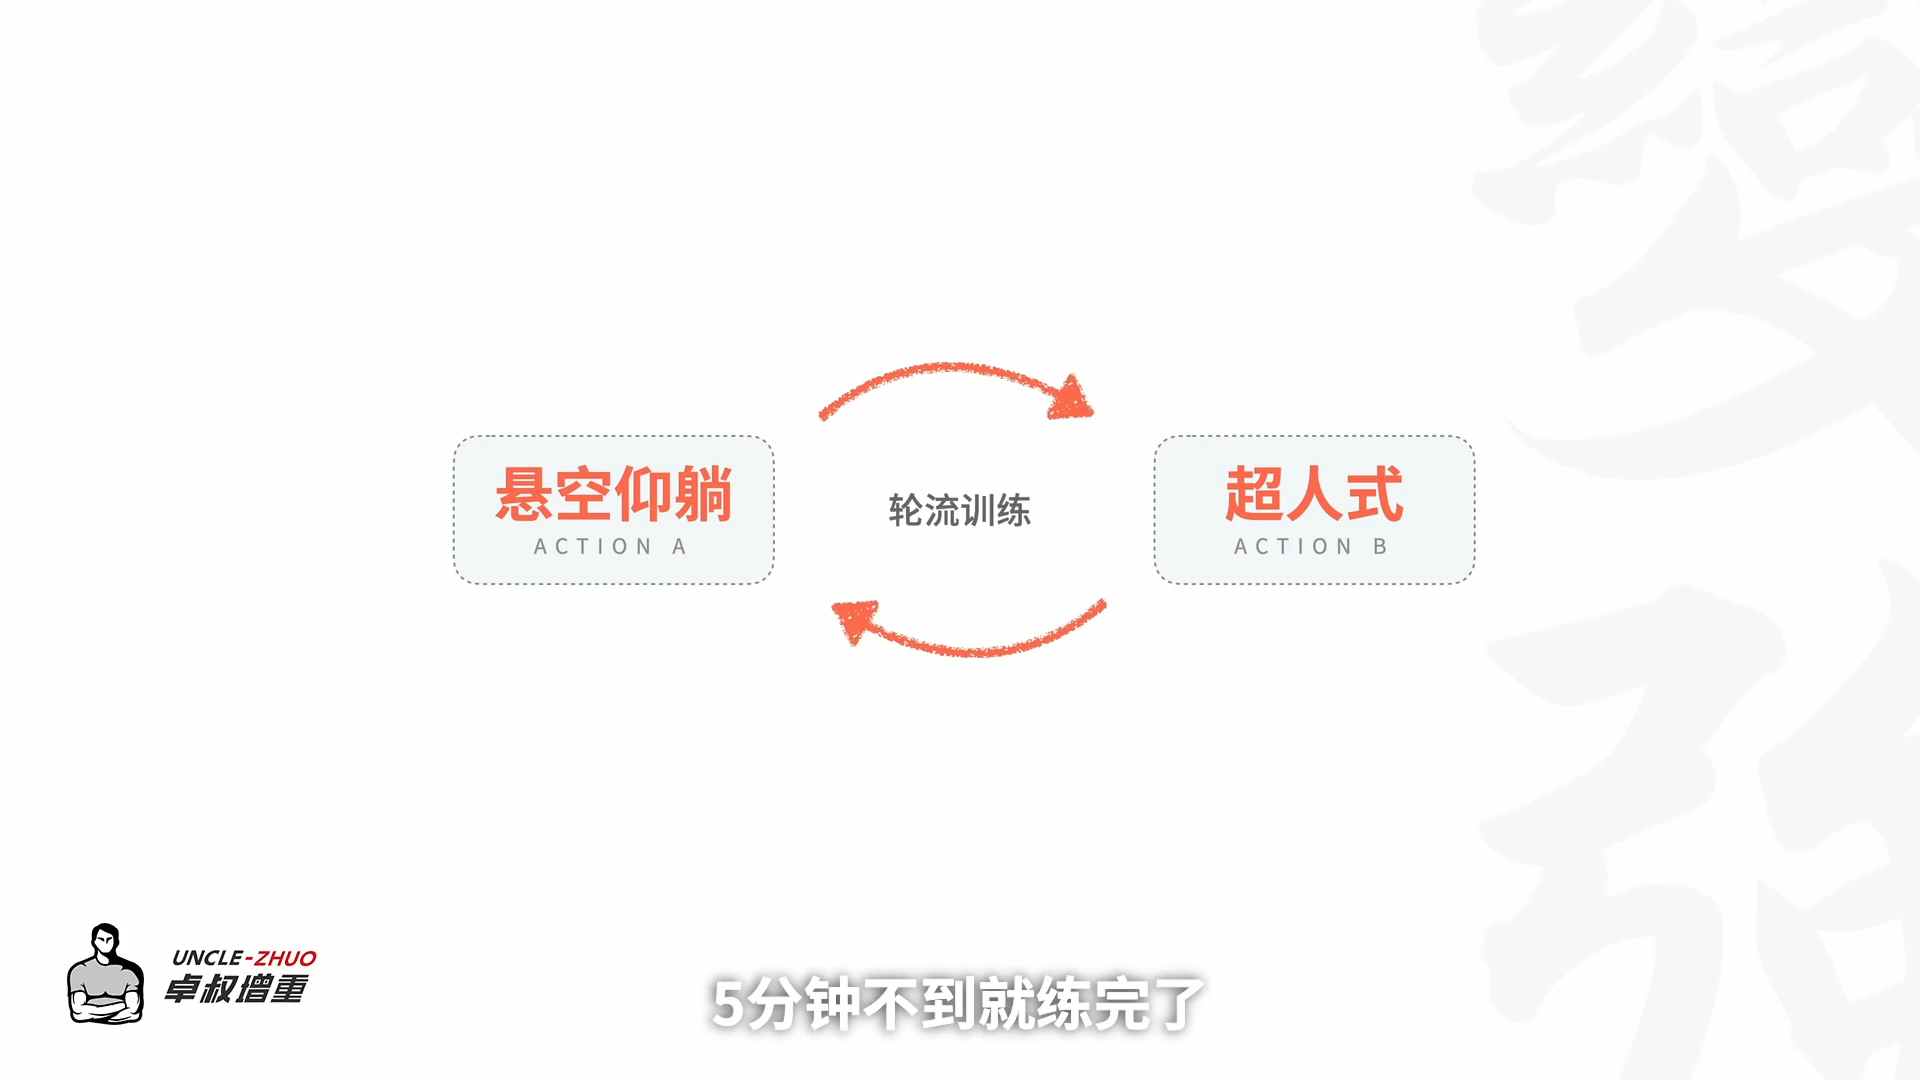 悬空仰躺
ACTION A
轮流训练
超人式
ACTION B
UNCLE-ZHUO
卓叔增重
5分钟不到就练完了